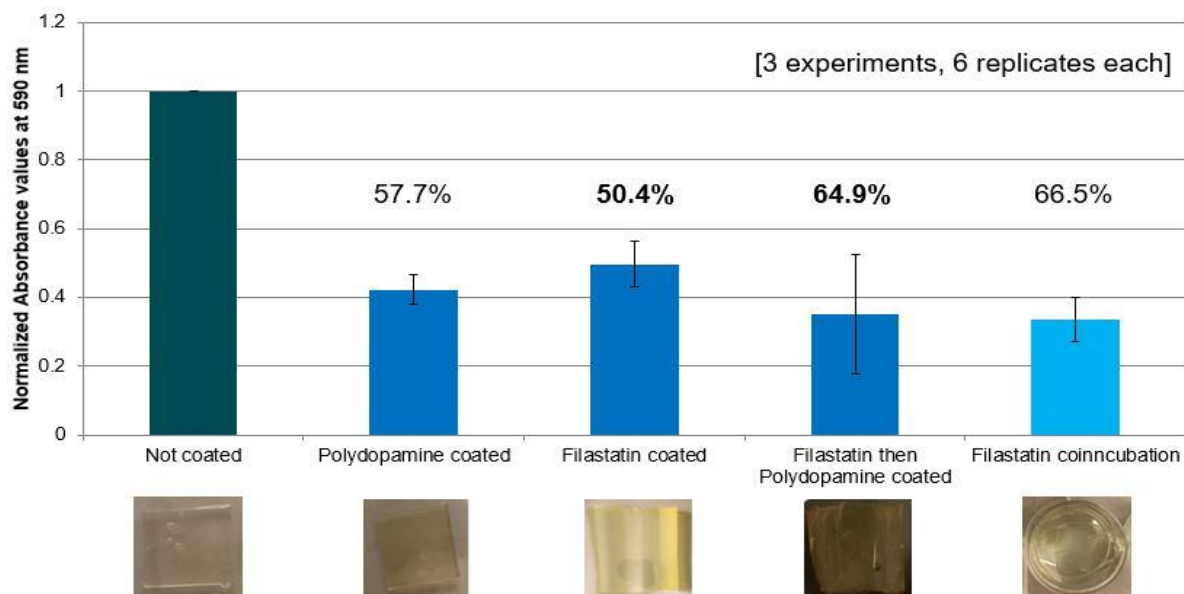 Normalized Absorbance values at 590 nm
1.2
1
0.8
0.6
0.4
0.2
0
[3 experiments, 6 replicates each]
57.7%
50.4%
64.9%
66.5%
Not coated
Polydopamine coated
Filastatin coated
Filastatin then
Polydopamine coated
Filastatin coinncubation